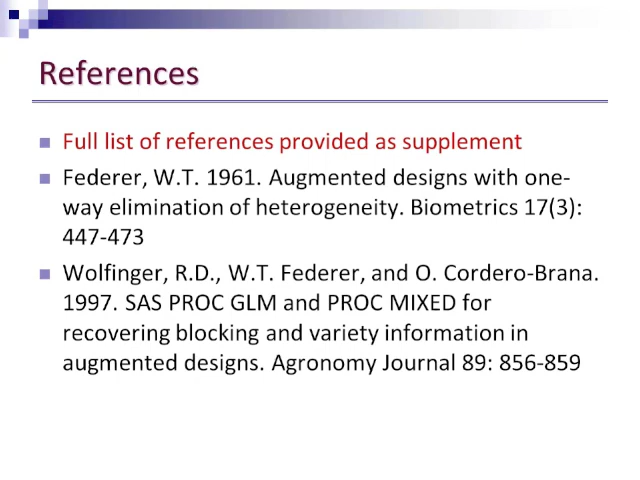 References
Full list of references provided as supplement
Federer, W.T. 1961. Augmented designs with one-
way elimination of heterogeneity. Biometrics 17(3):
447-473
Wolfinger, R.D., W.T. Federer, and O. Cordero-Brana.
1997. SAS PROC GLM and PROC MIXED for
recovering blocking and variety information in
augmented designs. Agronomy Journal 89: 856-859